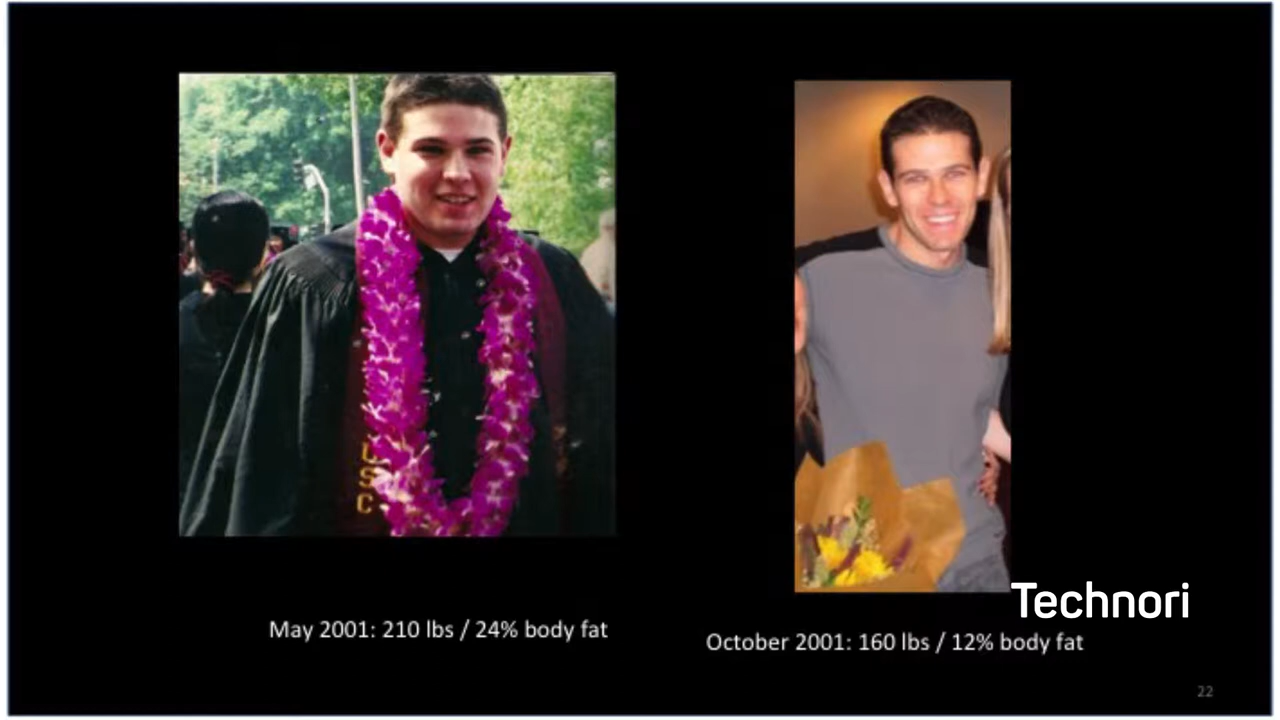 USC
May 2001: 210 lbs / 24% body fat
Technori
October 2001: 160 lbs / 12% body fat
22